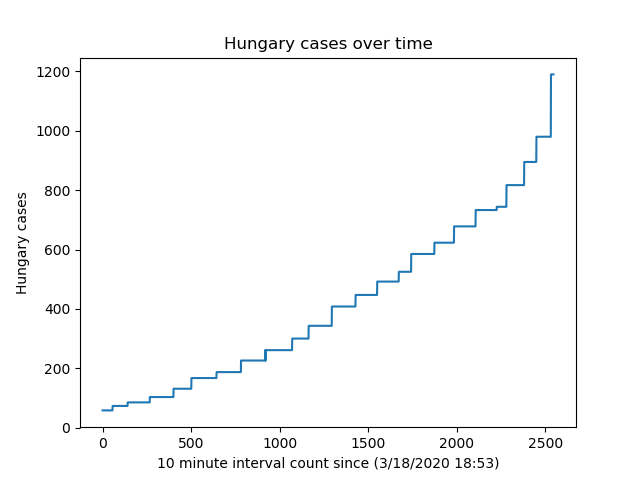 Hungary cases over time
1200
1000
800
600
400
200
0
Hungary cases
0 500 1000 1500 2000 2500
10 minute interval count since (3/18/2020 18:53)